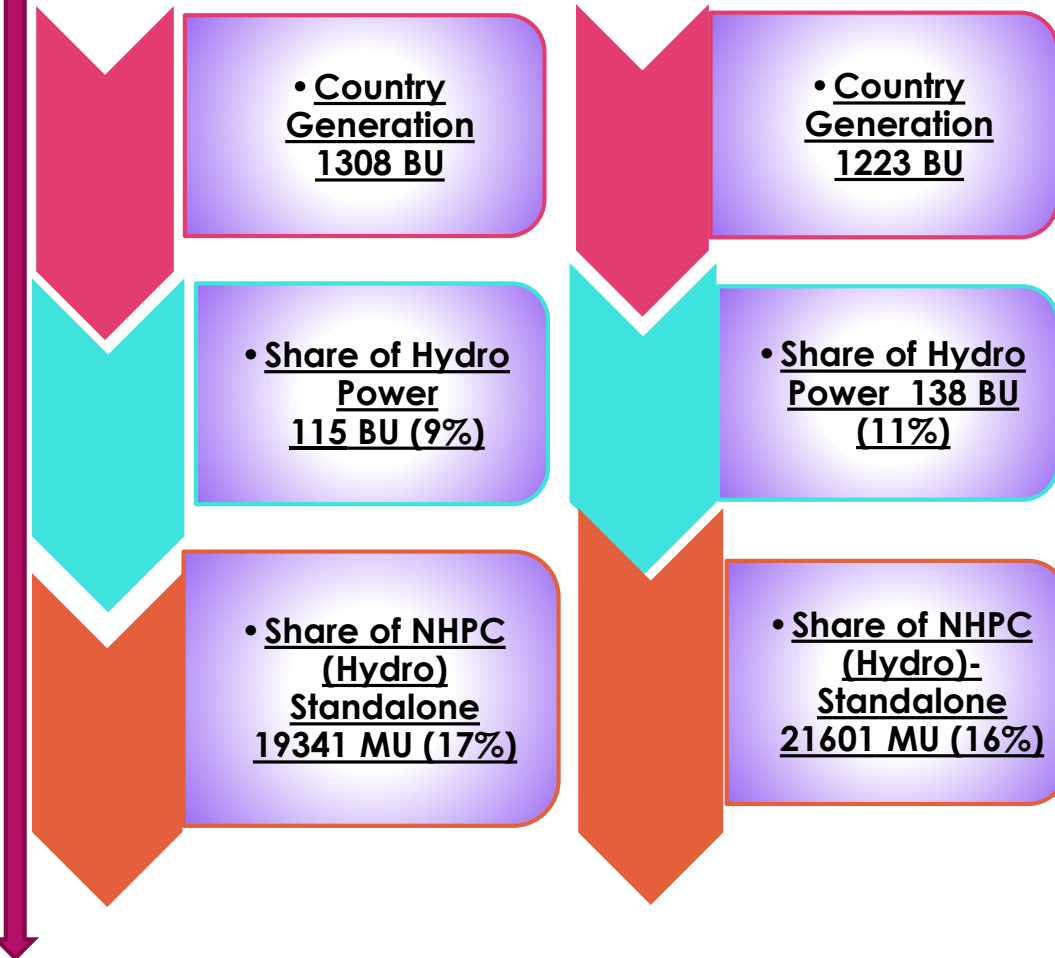 • Country
Generation
1308 BU
• Share of Hydro
Power
115 BU (9%)
• Share of NHPC
(Hydro)
Standalone
19341 MU (17%)
• Country
Generation
1223 BU
• Share of Hydro
Power 138 BU
(11%)
• Share of NHPC
(Hydro)-
Standalone
21601 MU (16%)